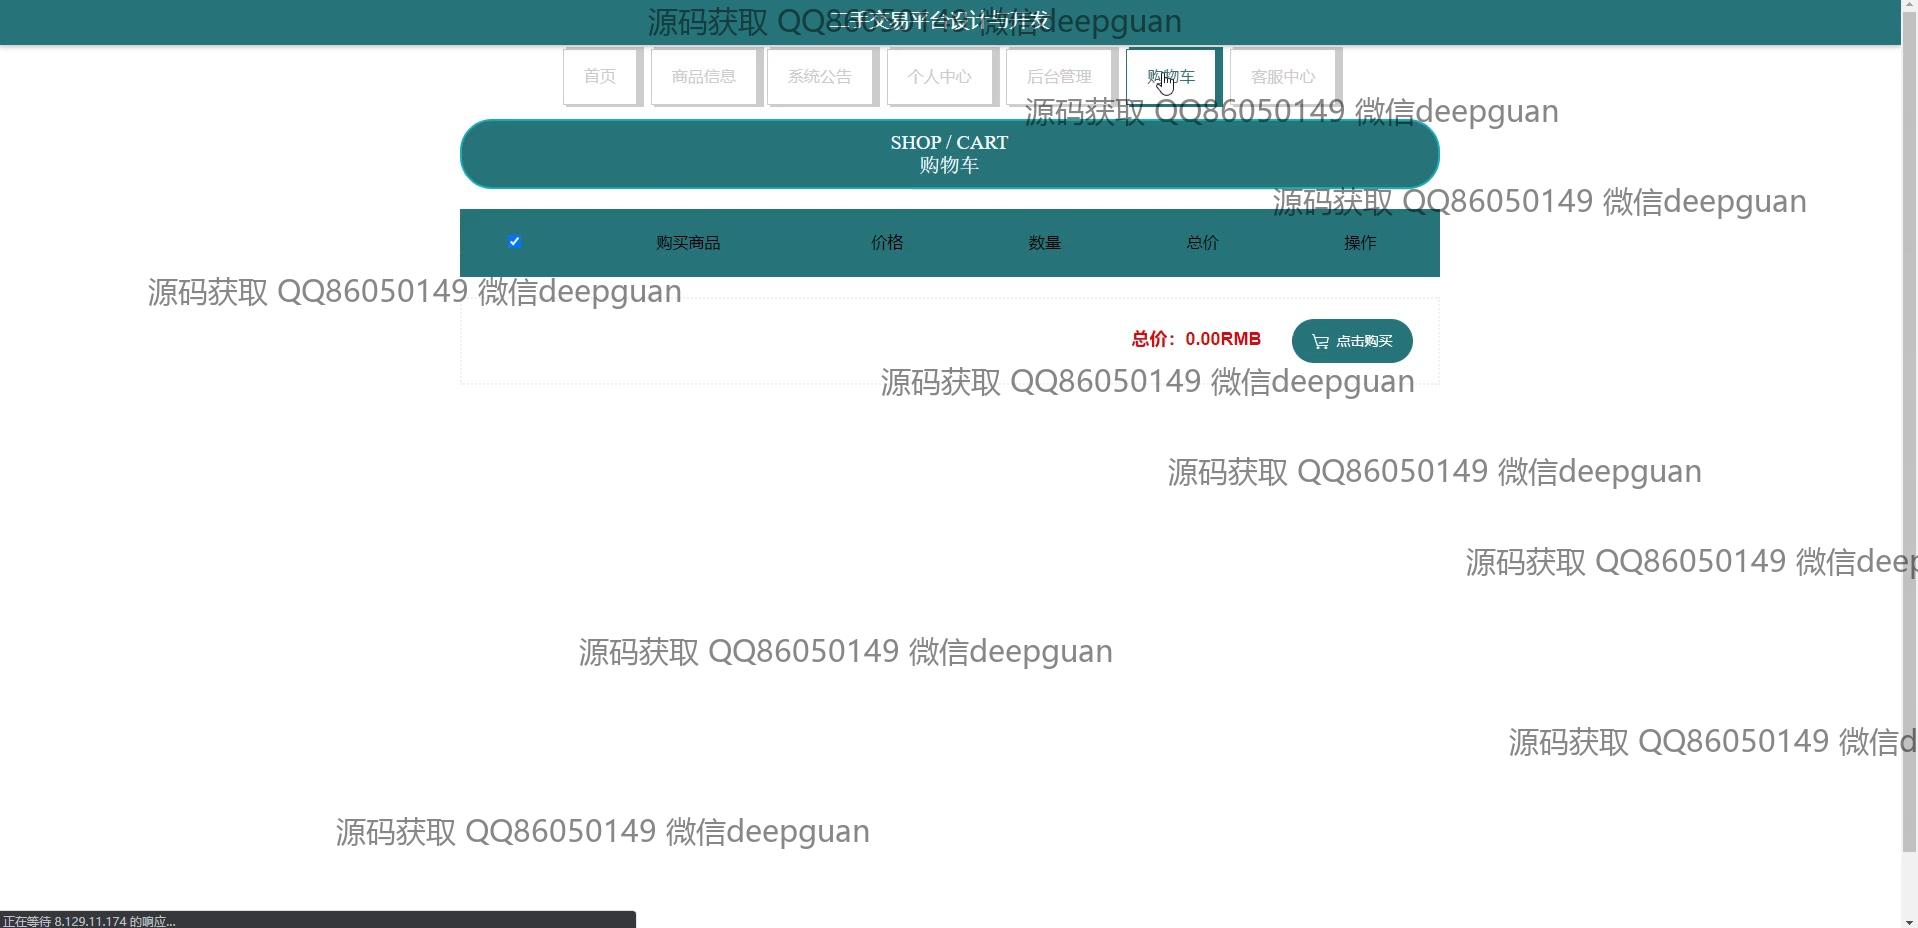 二手交易平台设计与开发
源码获取 QQ86050149 微信deepguan
首页 商品信息 系统公告 个人中心 后台管理 购物车 客服中心
源码获取 QQ86050149 微信deepguan
SHOP / CART
购物车
源码获取 QQ86050149 微信deepguan
购买商品 价格 数量 总价 操作
源码获取 QQ86050149 微信deepguan
总价：0.00RMB 点击购买
源码获取 QQ86050149 微信deepguan
源码获取 QQ86050149 微信deepguan
源码获取 QQ86050149 微信deep
源码获取 QQ86050149 微信deepguan
源码获取 QQ86050149 微信d
源码获取 QQ86050149 微信deepguan
正在等待 8.129.11.174 的响应...